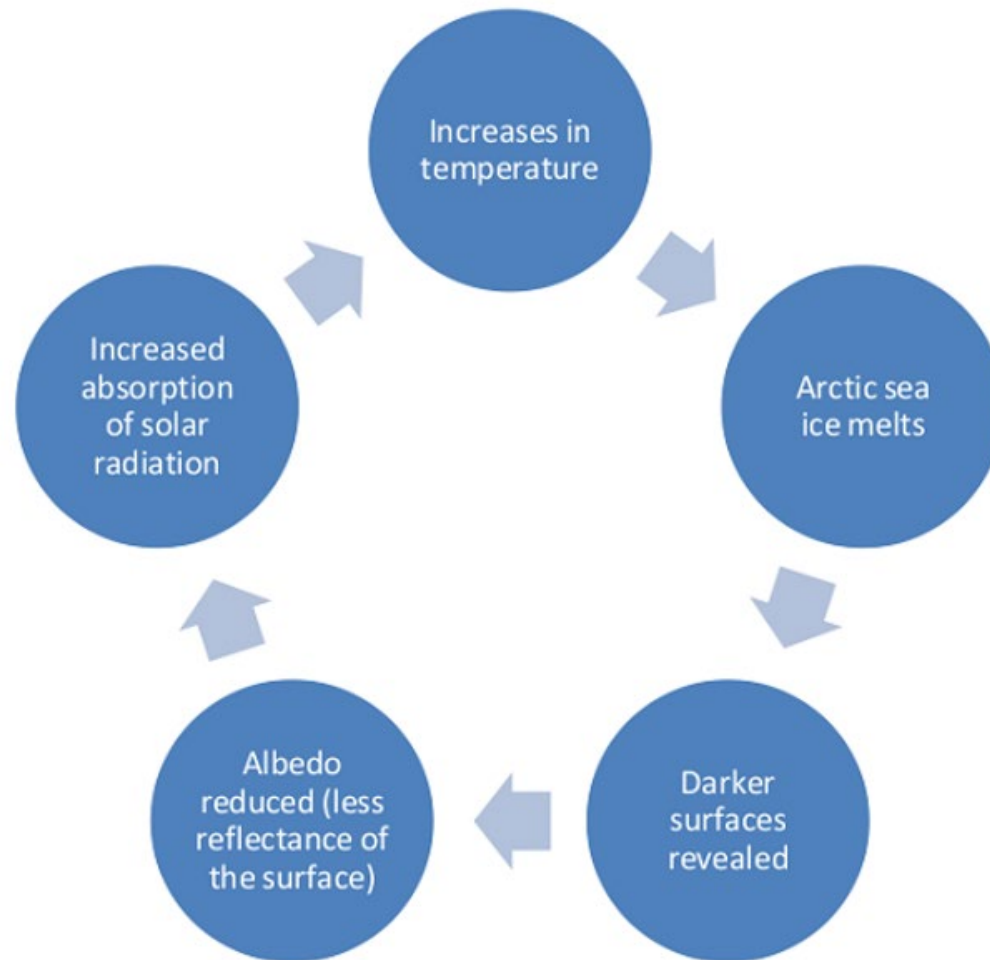 Increases in
temperature
Arctic sea
ice melts
Darker
surfaces
revealed
Albedo
reduced (less
reflectance of
the surface)
Increased
absorption
of solar
radiation